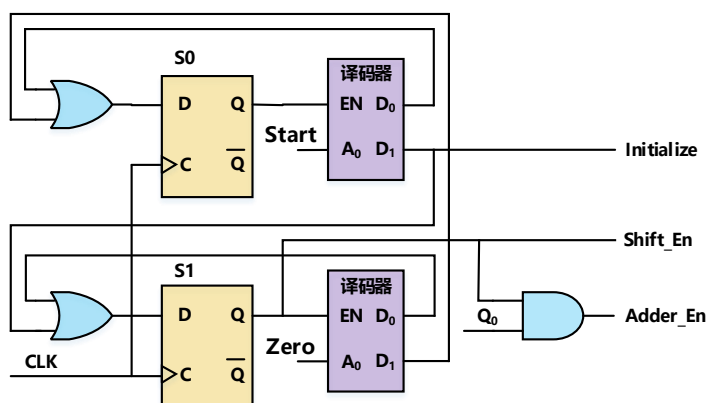 S0
译码器
D Q
EN D₀
Start
A₀ D₁
C Q̅
Initialize
Shift_En
S1
译码器
D Q
EN D₀
Q₀
Adder_En
Zero
CLK
C Q̅
A₀ D₁